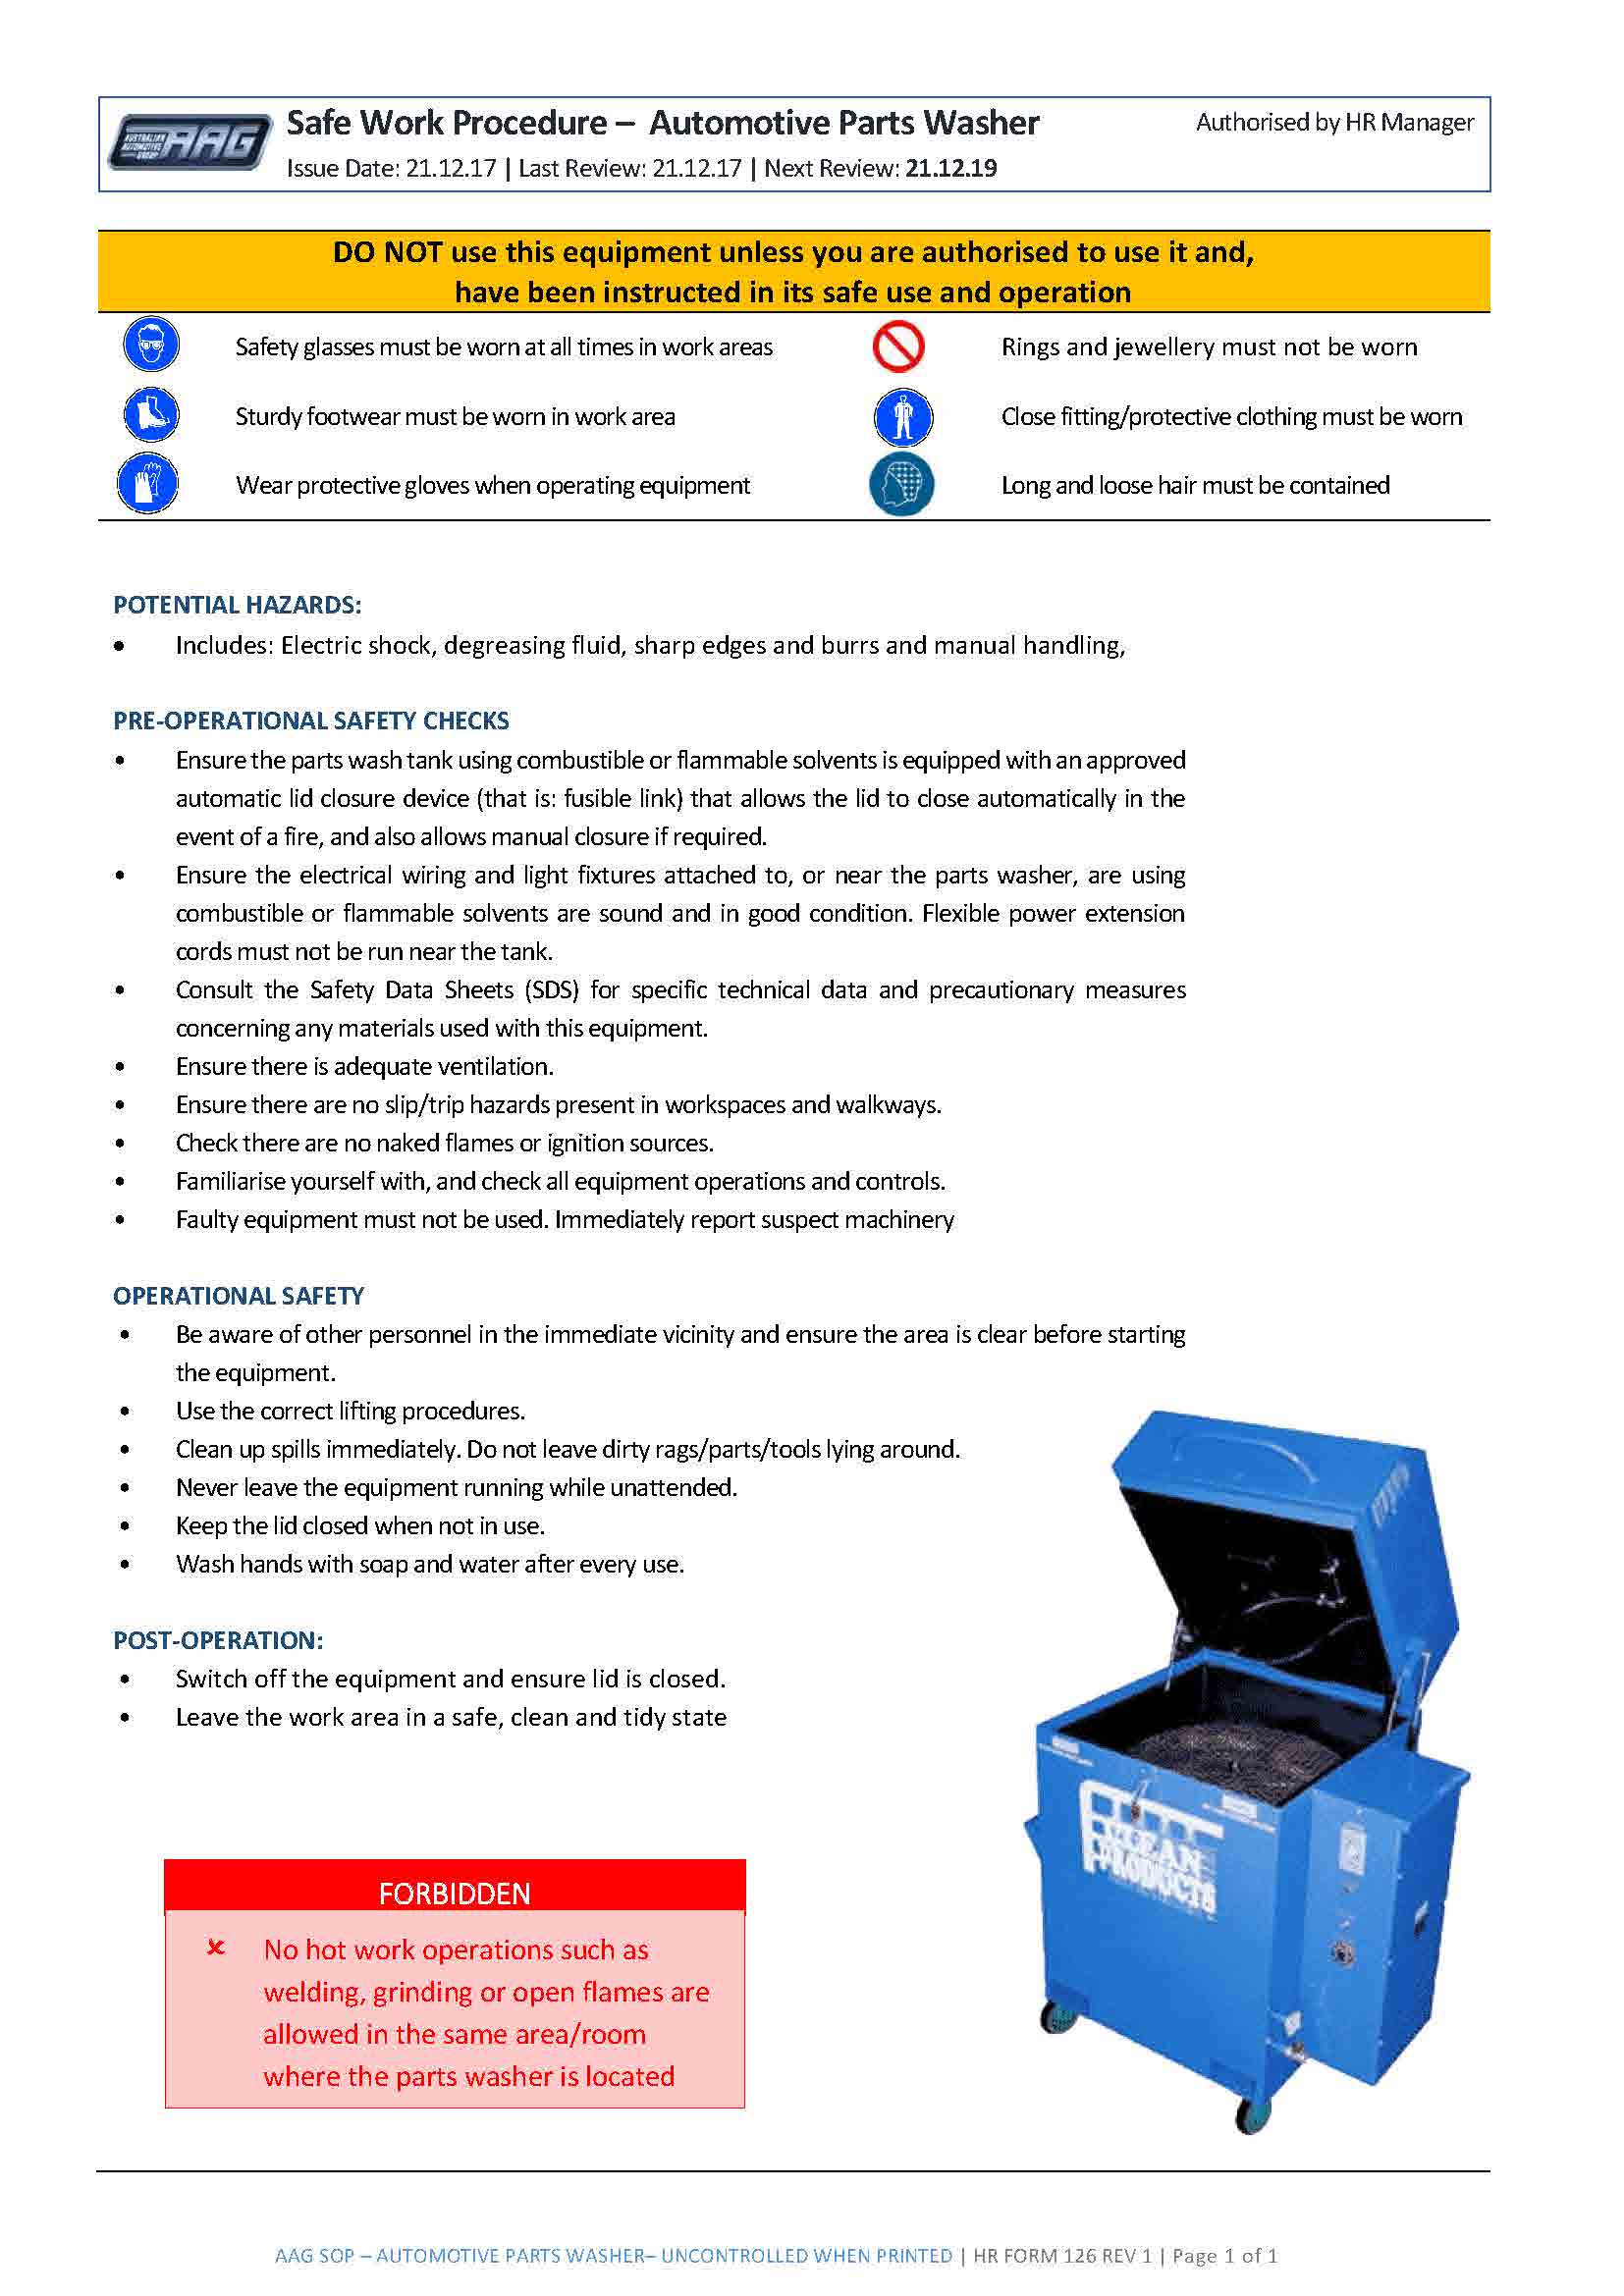 AUSTRALIAN
AUTOMOTIVE
GROUP
AAG
Safe Work Procedure – Automotive Parts Washer
Authorised by HR Manager
Issue Date: 21.12.17 | Last Review: 21.12.17 | Next Review: 21.12.19
DO NOT use this equipment unless you are authorised to use it and,
have been instructed in its safe use and operation
Safety glasses must be worn at all times in work areas
Rings and jewellery must not be worn
Sturdy footwear must be worn in work area
Close fitting/protective clothing must be worn
Wear protective gloves when operating equipment
Long and loose hair must be contained
POTENTIAL HAZARDS:
• Includes: Electric shock, degreasing fluid, sharp edges and burrs and manual handling,
PRE-OPERATIONAL SAFETY CHECKS
• Ensure the parts wash tank using combustible or flammable solvents is equipped with an approved
automatic lid closure device (that is: fusible link) that allows the lid to close automatically in the
event of a fire, and also allows manual closure if required.
• Ensure the electrical wiring and light fixtures attached to, or near the parts washer, are using
combustible or flammable solvents are sound and in good condition. Flexible power extension
cords must not be run near the tank.
• Consult the Safety Data Sheets (SDS) for specific technical data and precautionary measures
concerning any materials used with this equipment.
• Ensure there is adequate ventilation.
• Ensure there are no slip/trip hazards present in workspaces and walkways.
• Check there are no naked flames or ignition sources.
• Familiarise yourself with, and check all equipment operations and controls.
• Faulty equipment must not be used. Immediately report suspect machinery
OPERATIONAL SAFETY
• Be aware of other personnel in the immediate vicinity and ensure the area is clear before starting
the equipment.
• Use the correct lifting procedures.
• Clean up spills immediately. Do not leave dirty rags/parts/tools lying around.
• Never leave the equipment running while unattended.
• Keep the lid closed when not in use.
• Wash hands with soap and water after every use.
POST-OPERATION:
• Switch off the equipment and ensure lid is closed.
• Leave the work area in a safe, clean and tidy state
CLEAN
PRODUCTS
FORBIDDEN
✘ No hot work operations such as
welding, grinding or open flames are
allowed in the same area/room
where the parts washer is located
AAG SOP – AUTOMOTIVE PARTS WASHER– UNCONTROLLED WHEN PRINTED | HR FORM 126 REV 1 | Page 1 of 1